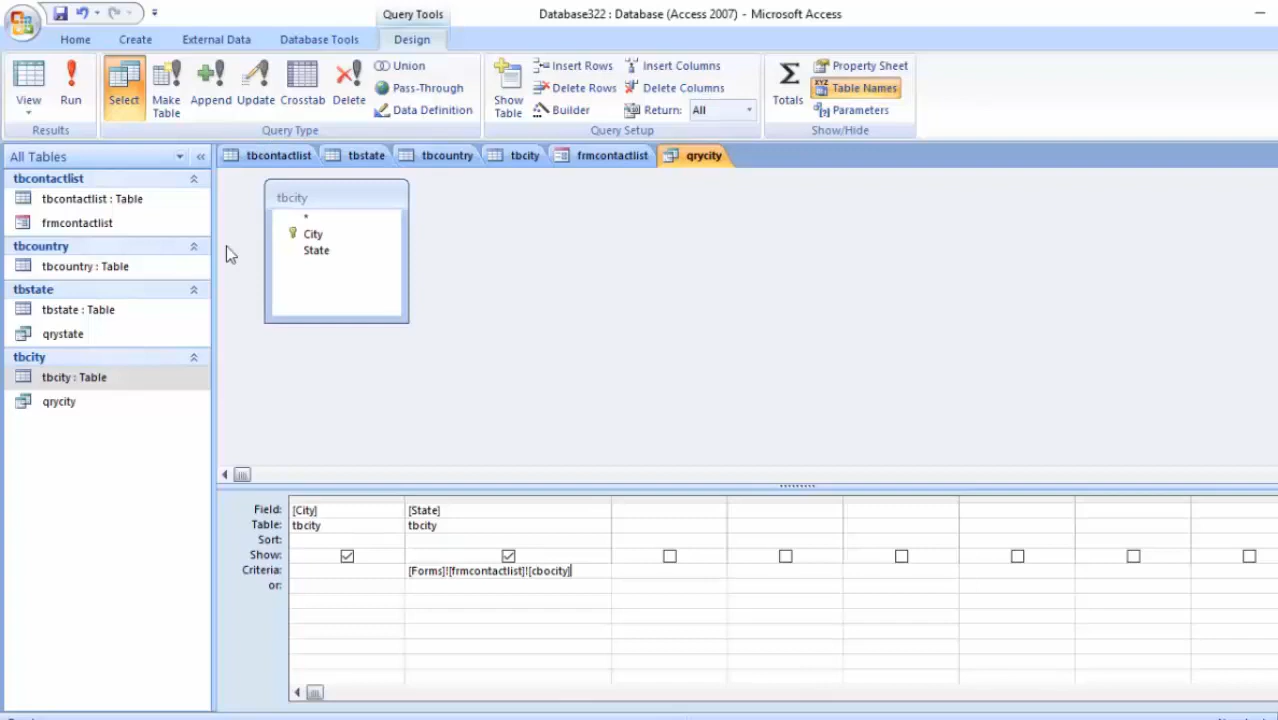 Query Tools
Database322 : Database (Access 2007) - Microsoft Access
Home Create External Data Database Tools Design
View
Run
Results
Select
Make Table
Append
Update
Crosstab
Delete
Union
Pass-Through
Data Definition
Query Type
Show Table
Insert Rows
Delete Rows
Builder
Insert Columns
Delete Columns
Return: All
Query Setup
Σ
Totals
Property Sheet
XYZ Table Names
Parameters
Show/Hide
All Tables
tbcontactlist
tbcontactlist : Table
frmcontactlist
tbcountry
tbcountry : Table
tbstate
tbstate : Table
qrystate
tbcity
tbcity : Table
qrycity
tbcontactlist tbstate tbcountry tbcity frmcontactlist qrycity
tbcity
*
City
State
Field: [City] [State]
Table: tbcity tbcity
Sort:
Show:
Criteria: [Forms]![frmcontactlist]![cbocity]
or: